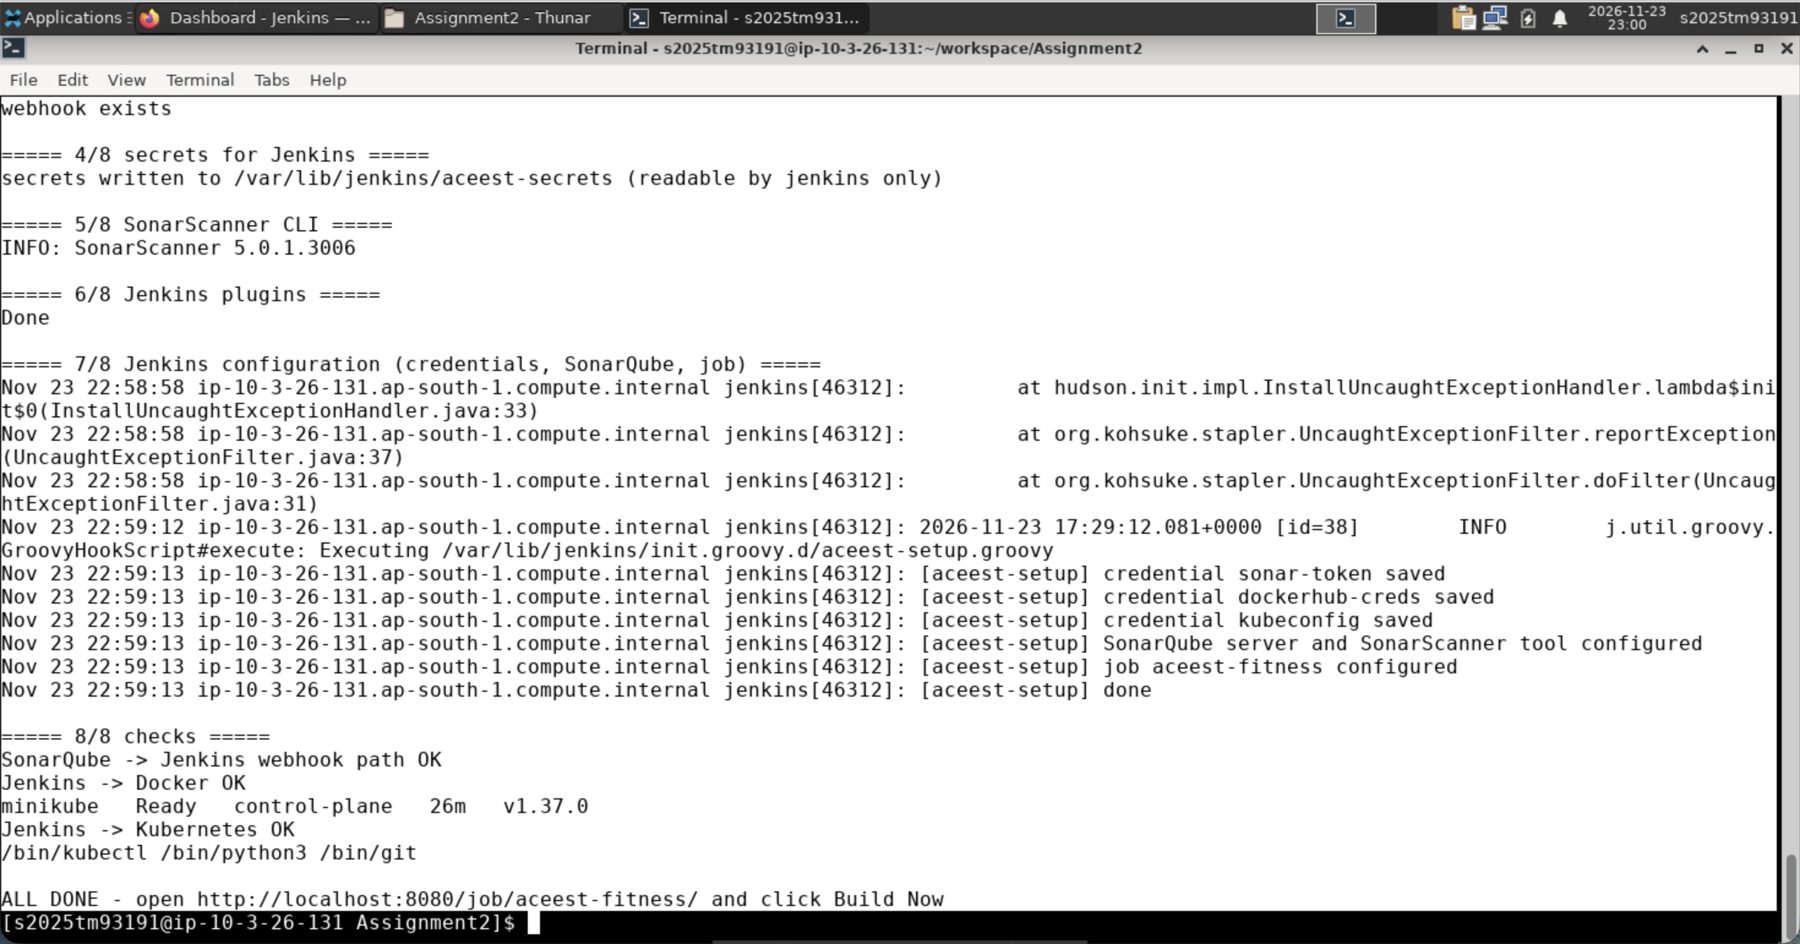 Applications
Dashboard - Jenkins — ...
Assignment2 - Thunar
Terminal - s2025tm931...
2026-11-23
23:00
s2025tm93191
Terminal - s2025tm93191@ip-10-3-26-131:~/workspace/Assignment2
File Edit View Terminal Tabs Help
webhook exists
===== 4/8 secrets for Jenkins =====
secrets written to /var/lib/jenkins/aceest-secrets (readable by jenkins only)
===== 5/8 SonarScanner CLI =====
INFO: SonarScanner 5.0.1.3006
===== 6/8 Jenkins plugins =====
Done
===== 7/8 Jenkins configuration (credentials, SonarQube, job) =====
Nov 23 22:58:58 ip-10-3-26-131.ap-south-1.compute.internal jenkins[46312]:         at hudson.init.impl.InstallUncaughtExceptionHandler.lambda$ini
t$0(InstallUncaughtExceptionHandler.java:33)
Nov 23 22:58:58 ip-10-3-26-131.ap-south-1.compute.internal jenkins[46312]:         at org.kohsuke.stapler.UncaughtExceptionFilter.reportException
(UncaughtExceptionFilter.java:37)
Nov 23 22:58:58 ip-10-3-26-131.ap-south-1.compute.internal jenkins[46312]:         at org.kohsuke.stapler.UncaughtExceptionFilter.doFilter(Uncaug
htExceptionFilter.java:31)
Nov 23 22:59:12 ip-10-3-26-131.ap-south-1.compute.internal jenkins[46312]: 2026-11-23 17:29:12.081+0000 [id=38]        INFO        j.util.groovy.
GroovyHookScript#execute: Executing /var/lib/jenkins/init.groovy.d/aceest-setup.groovy
Nov 23 22:59:13 ip-10-3-26-131.ap-south-1.compute.internal jenkins[46312]: [aceest-setup] credential sonar-token saved
Nov 23 22:59:13 ip-10-3-26-131.ap-south-1.compute.internal jenkins[46312]: [aceest-setup] credential dockerhub-creds saved
Nov 23 22:59:13 ip-10-3-26-131.ap-south-1.compute.internal jenkins[46312]: [aceest-setup] credential kubeconfig saved
Nov 23 22:59:13 ip-10-3-26-131.ap-south-1.compute.internal jenkins[46312]: [aceest-setup] SonarQube server and SonarScanner tool configured
Nov 23 22:59:13 ip-10-3-26-131.ap-south-1.compute.internal jenkins[46312]: [aceest-setup] job aceest-fitness configured
Nov 23 22:59:13 ip-10-3-26-131.ap-south-1.compute.internal jenkins[46312]: [aceest-setup] done
===== 8/8 checks =====
SonarQube -> Jenkins webhook path OK
Jenkins -> Docker OK
minikube   Ready   control-plane   26m   v1.37.0
Jenkins -> Kubernetes OK
/bin/kubectl /bin/python3 /bin/git
ALL DONE - open http://localhost:8080/job/aceest-fitness/ and click Build Now
[s2025tm93191@ip-10-3-26-131 Assignment2]$